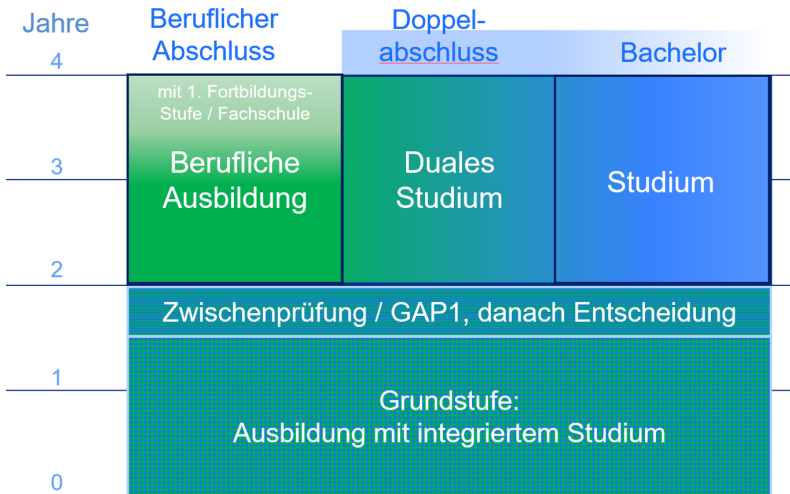 Jahre
Beruflicher
Abschluss
Doppel-
abschluss
Bachelor
4
mit 1. Fortbildungs-
Stufe / Fachschule
3
Berufliche
Ausbildung
Duales
Studium
Studium
2
Zwischenprüfung / GAP1, danach Entscheidung
1
Grundstufe:
Ausbildung mit integriertem Studium
0